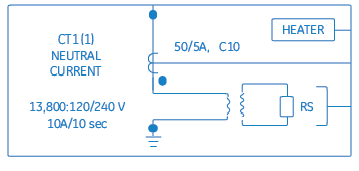 CT1 (1)
NEUTRAL
CURRENT
50/5A, C10
HEATER
13,800:120/240 V
10A/10 sec
RS